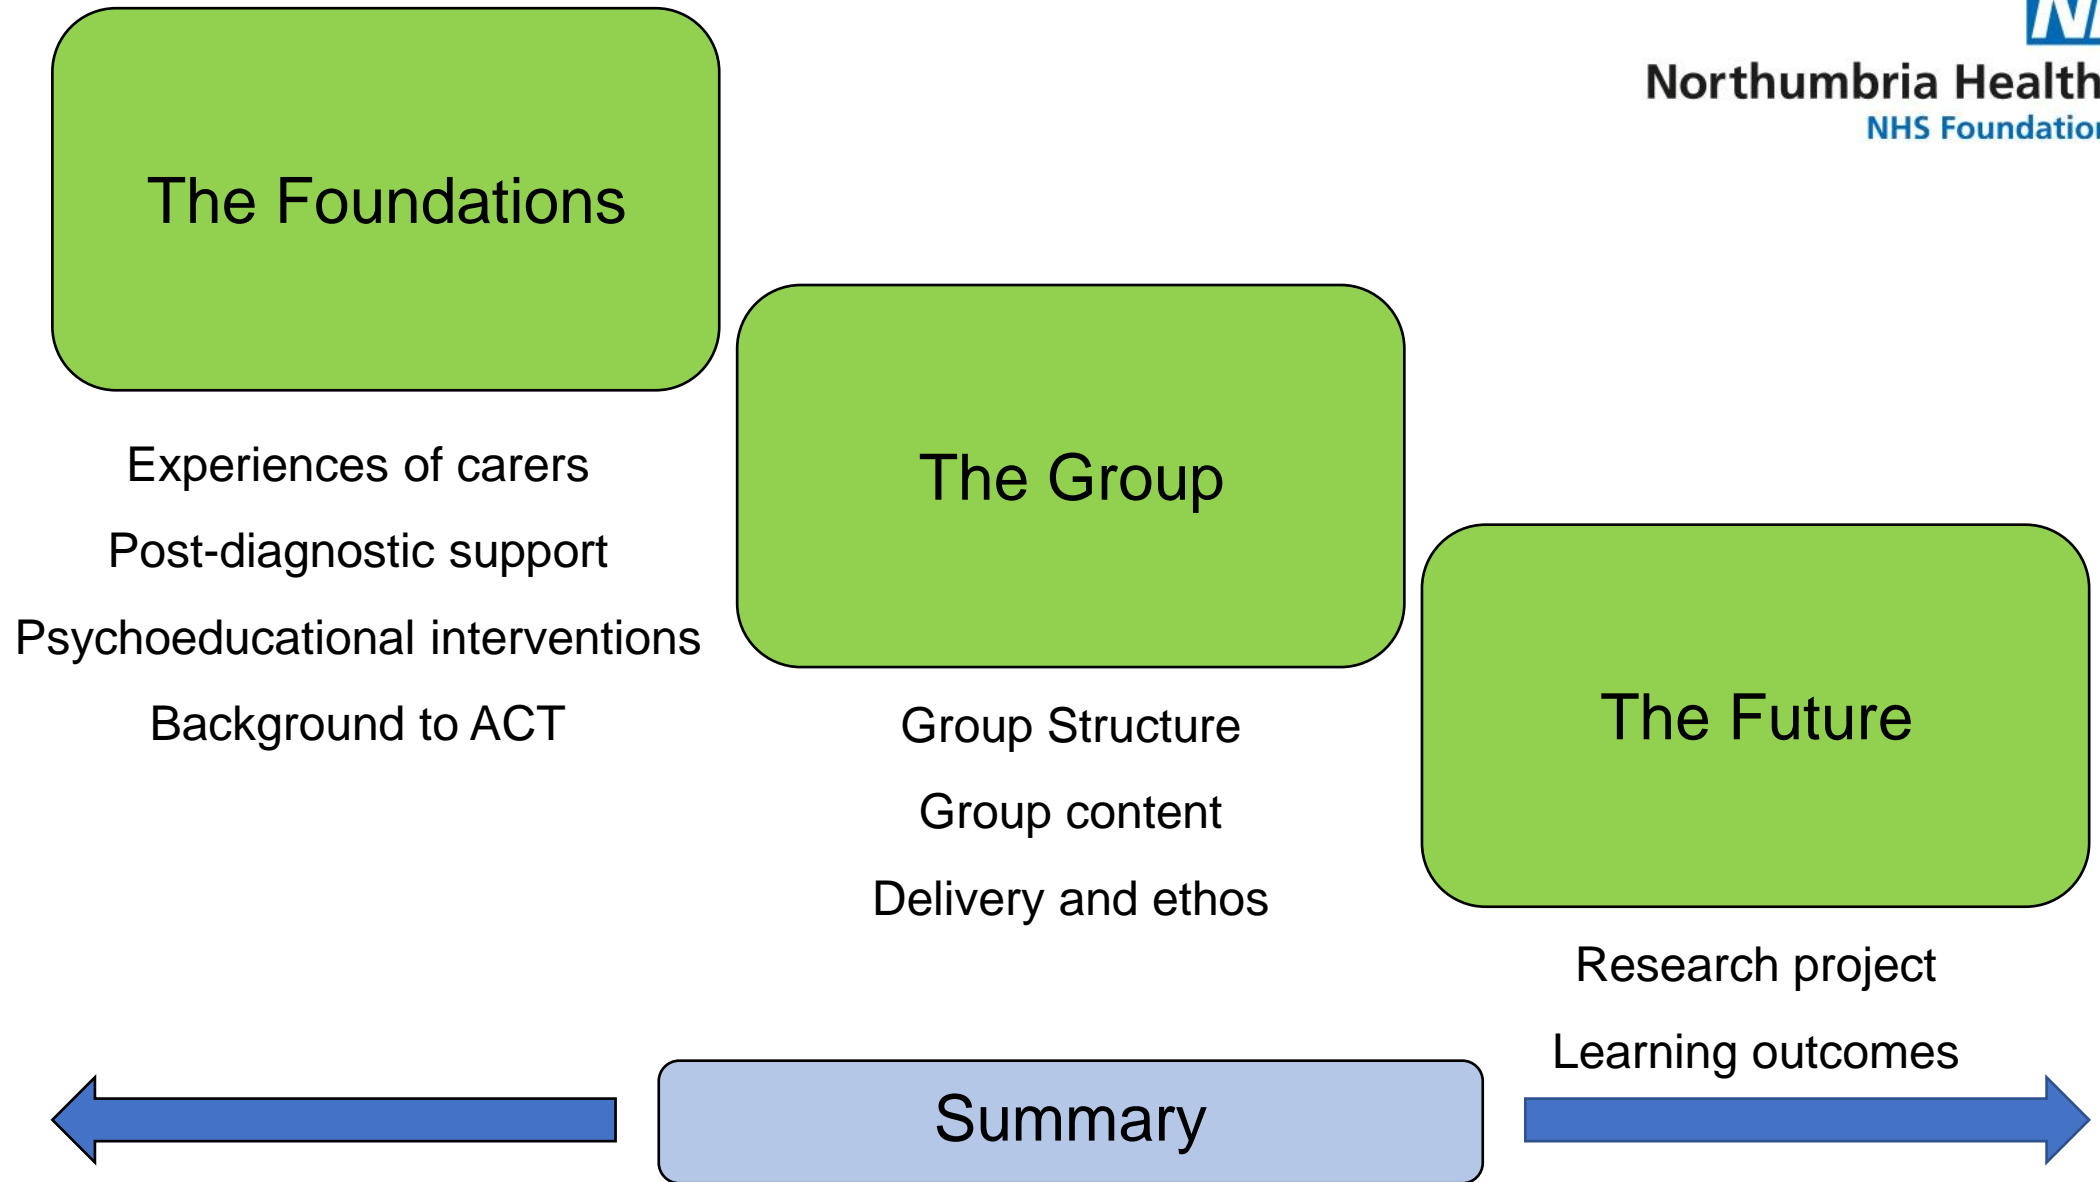 The Foundations
Experiences of carers
Post-diagnostic support
Psychoeducational interventions
Background to ACT
The Group
Group Structure
Group content
Delivery and ethos
Northumbria Health
NHS Foundation
The Future
Research project
Learning outcomes
Summary